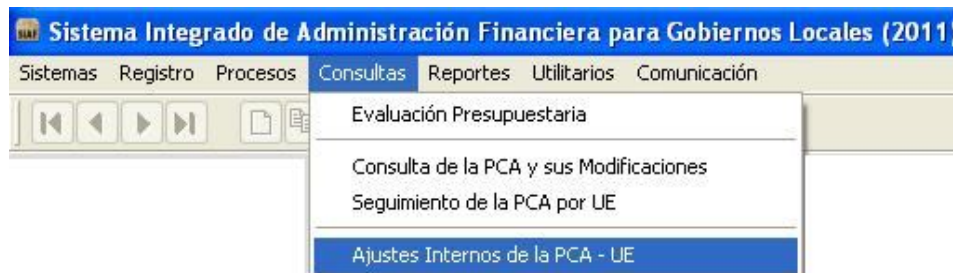 SIAF Sistema Integrado de Administración Financiera para Gobiernos Locales (2011)
Sistemas Registro Procesos Consultas Reportes Utilitarios Comunicación
Evaluación Presupuestaria
Consulta de la PCA y sus Modificaciones
Seguimiento de la PCA por UE
Ajustes Internos de la PCA - UE